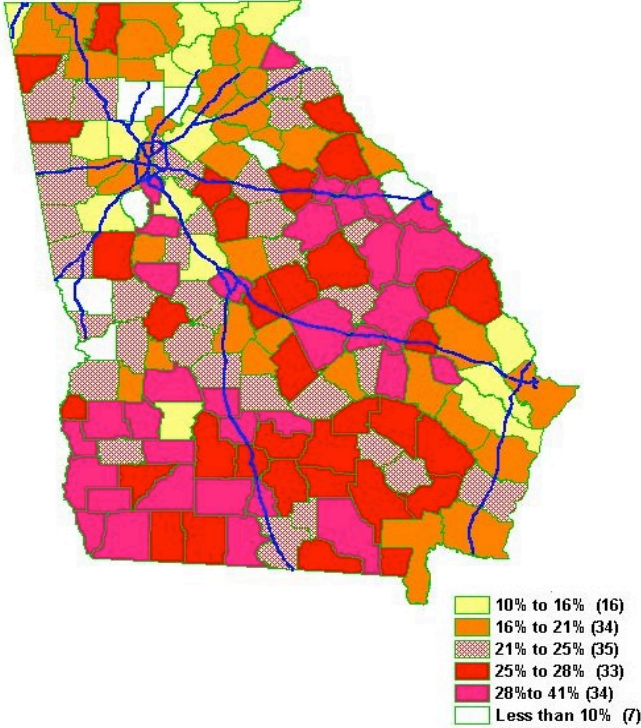 10% to 16% (16)
16% to 21% (34)
21% to 25% (35)
25% to 28% (33)
28%to 41% (34)
Less than 10% (7)